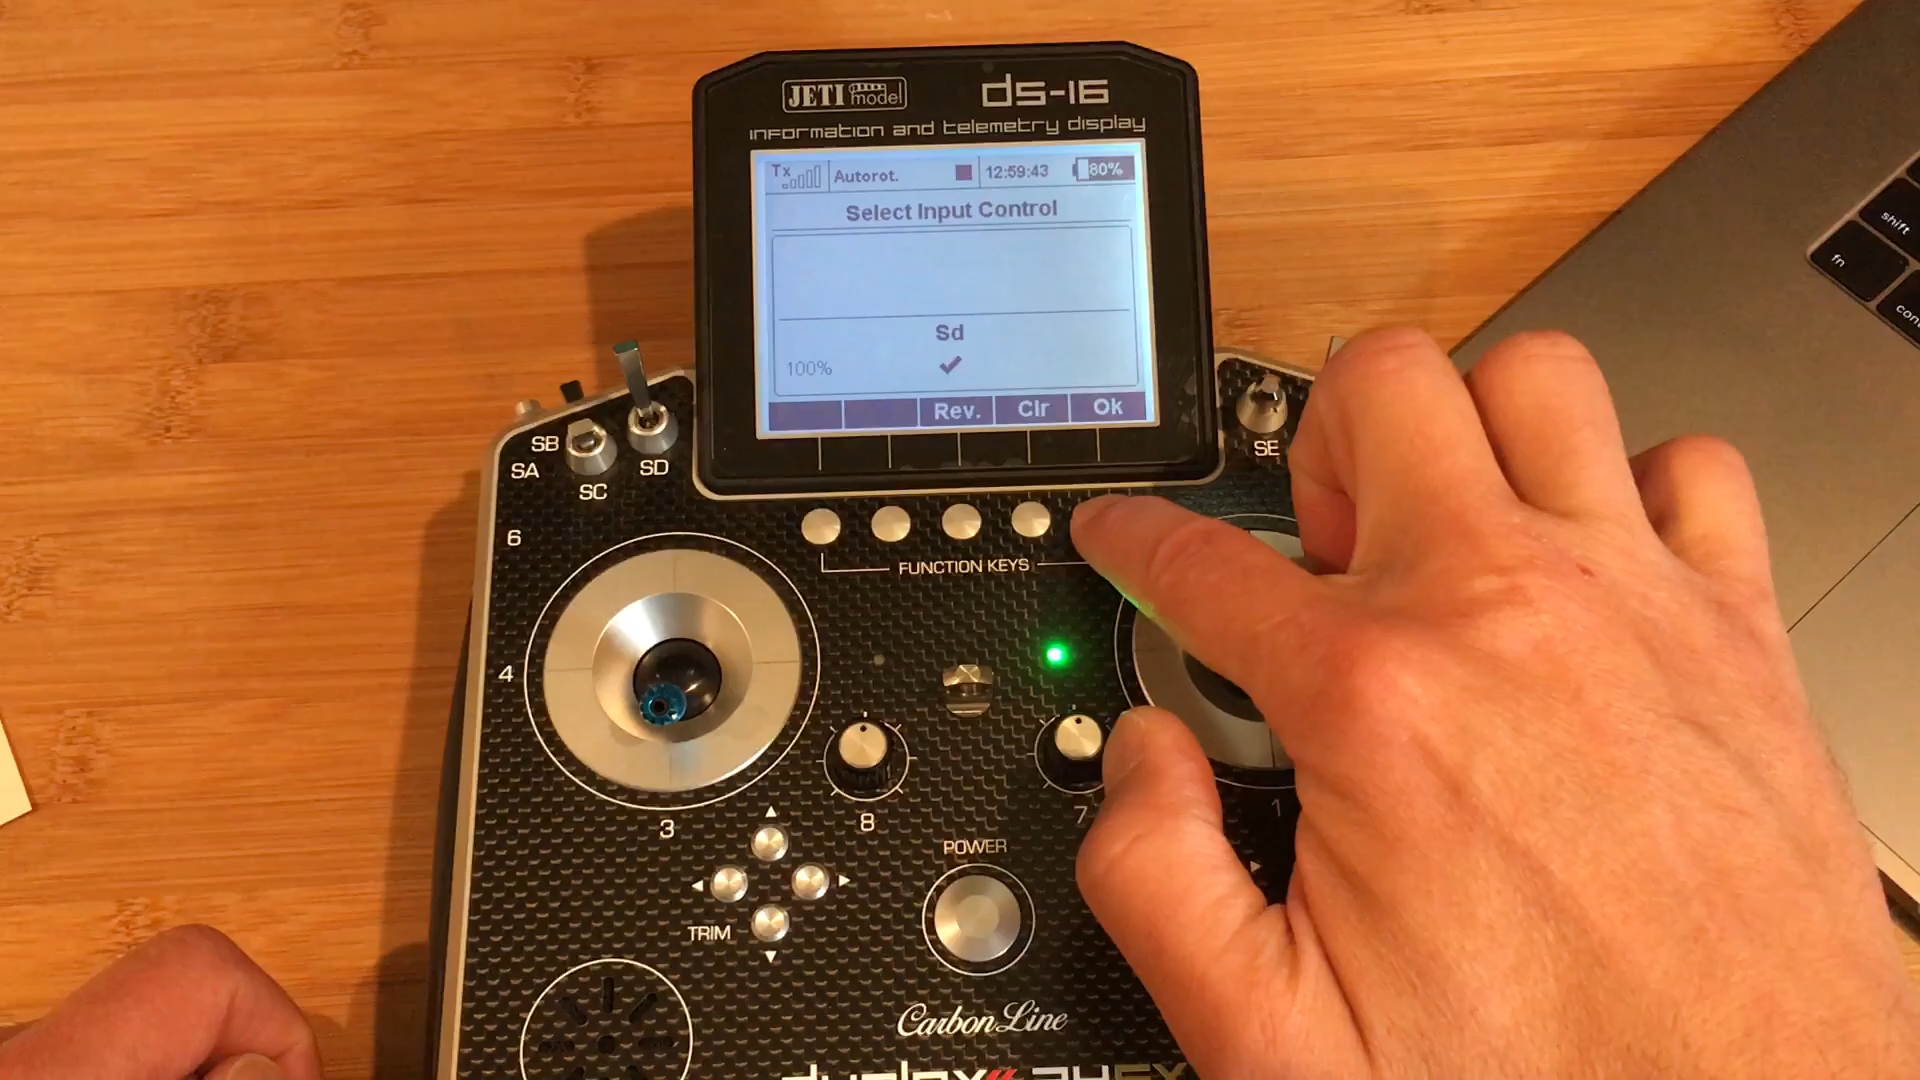 JETI model
ds-16
information and telemetry display
Tx
Autorot.
12:59:43
80%
Select Input Control
Sd
100%
Rev. Clr Ok
SB
SA
SC
SD
SE
6
4
3
FUNCTION KEYS
8
7
1
POWER
TRIM
Carbon Line
shift
fn